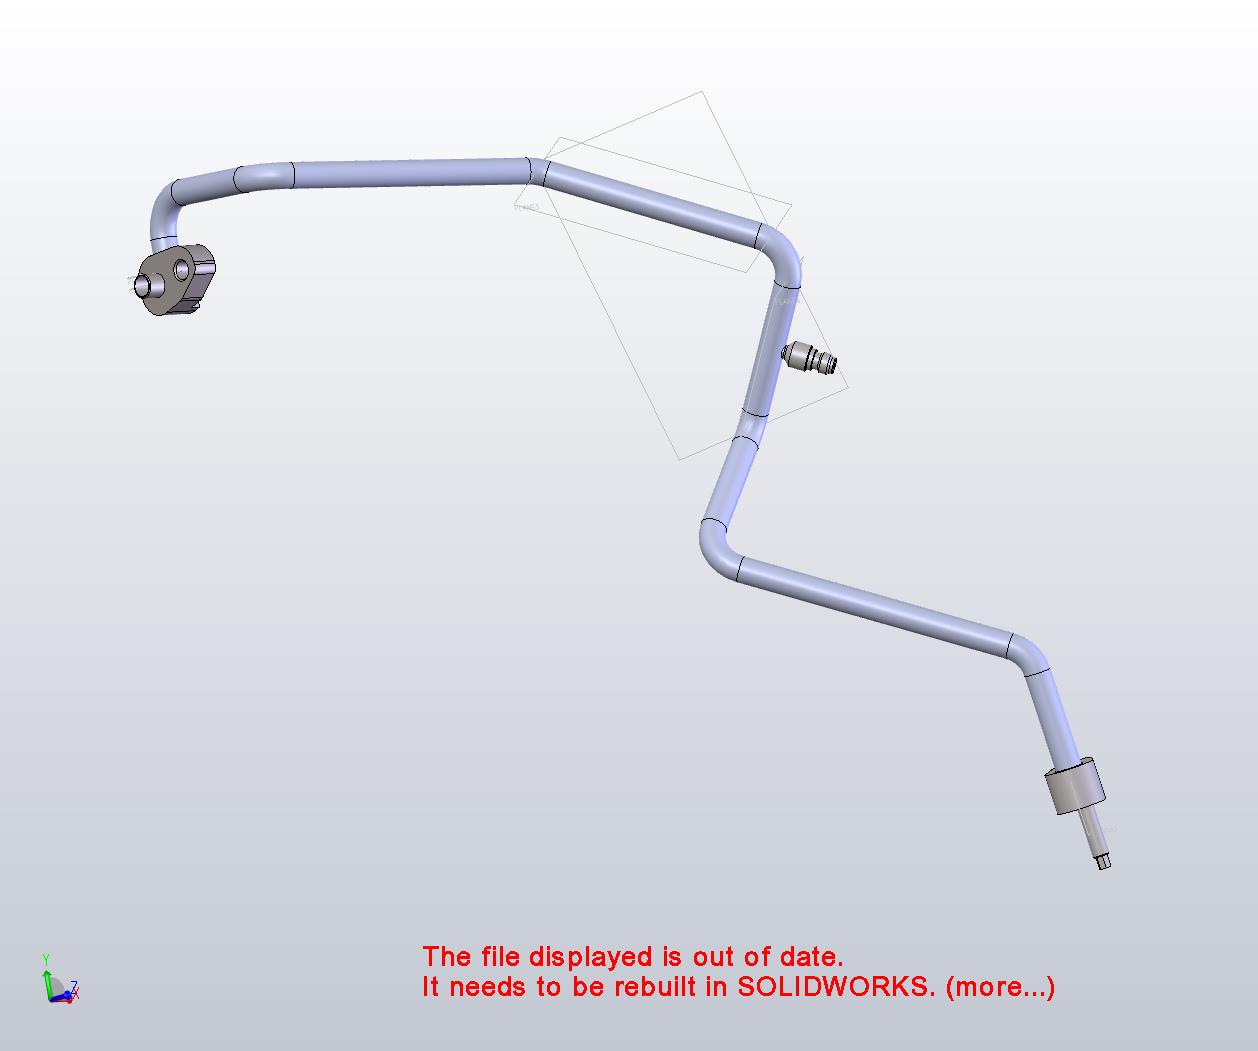 PLANE3
Y
Z
X
The file displayed is out of date.
It needs to be rebuilt in SOLIDWORKS. (more...)